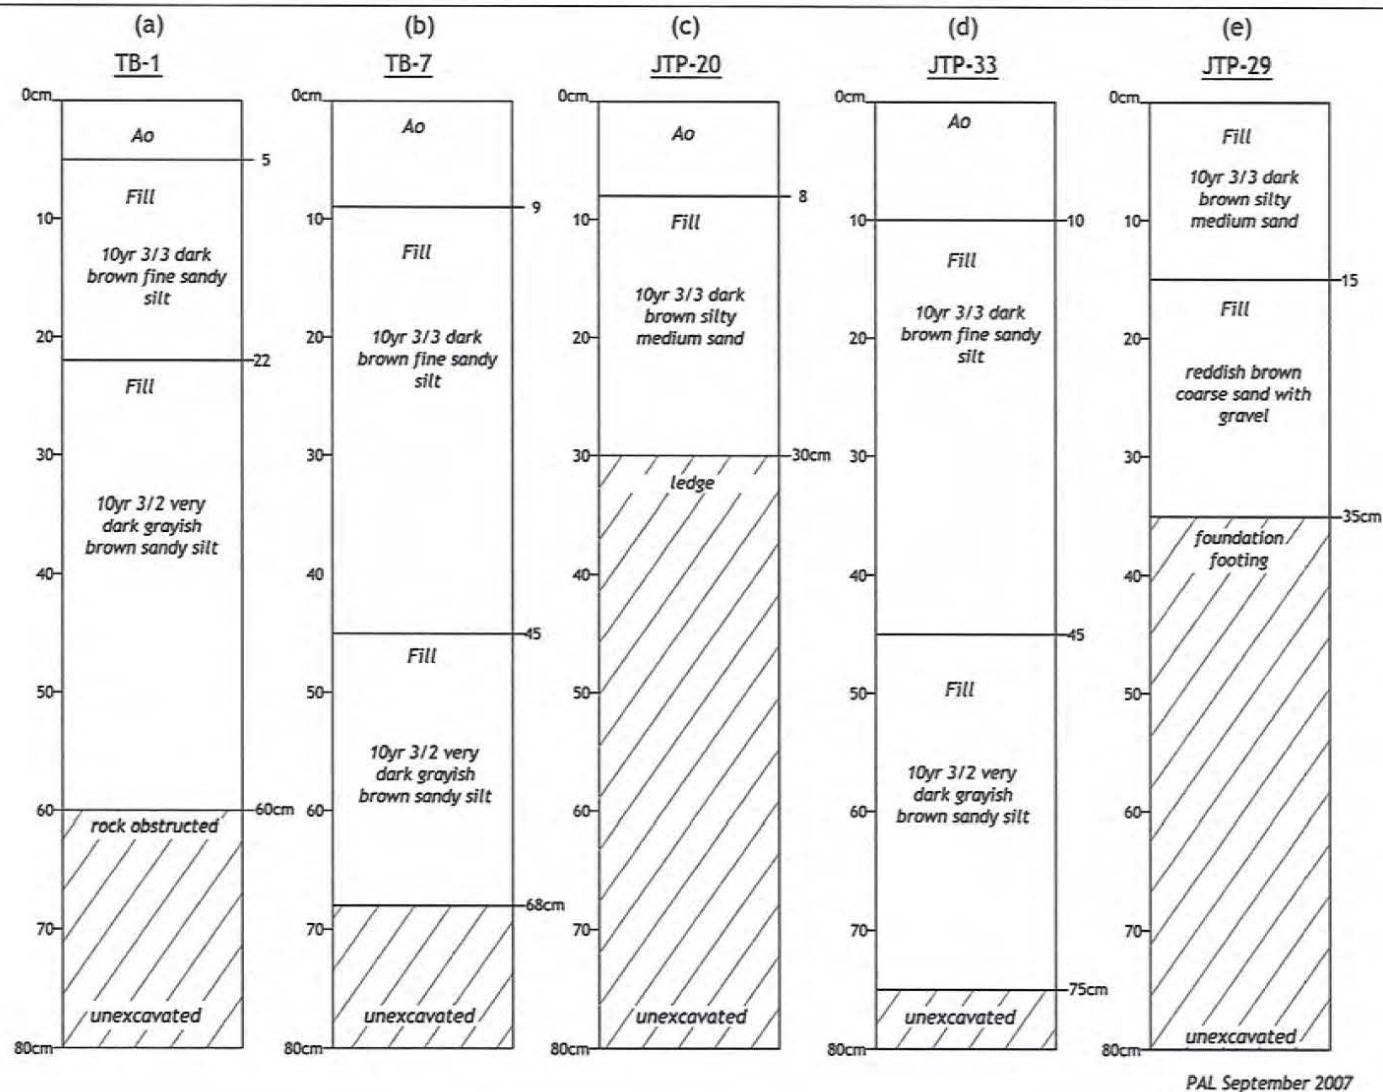 (a)
TB-1
0cm
Ao
5
Fill
10
10yr 3/3 dark
brown fine sandy
silt
20
22
Fill
30
10yr 3/2 very
dark grayish
brown sandy silt
40
50
60
60cm
rock obstructed
70
unexcavated
80cm
(b)
TB-7
0cm
Ao
9
10
Fill
20
10yr 3/3 dark
brown fine sandy
silt
30
40
45
Fill
50
10yr 3/2 very
dark grayish
brown sandy silt
60
68cm
70
unexcavated
80cm
(c)
JTP-20
0cm
Ao
8
10
Fill
10yr 3/3 dark
brown silty
medium sand
20
30
30cm
ledge
40
50
60
70
unexcavated
80cm
(d)
JTP-33
0cm
Ao
10
10
Fill
10yr 3/3 dark
brown fine sandy
silt
20
30
40
45
Fill
50
10yr 3/2 very
dark grayish
brown sandy silt
60
70
75cm
unexcavated
80cm
(e)
JTP-29
0cm
Fill
10yr 3/3 dark
brown silty
medium sand
10
15
Fill
20
reddish brown
coarse sand with
gravel
30
35cm
foundation
footing
40
50
60
70
unexcavated
80cm
PAL September 2007